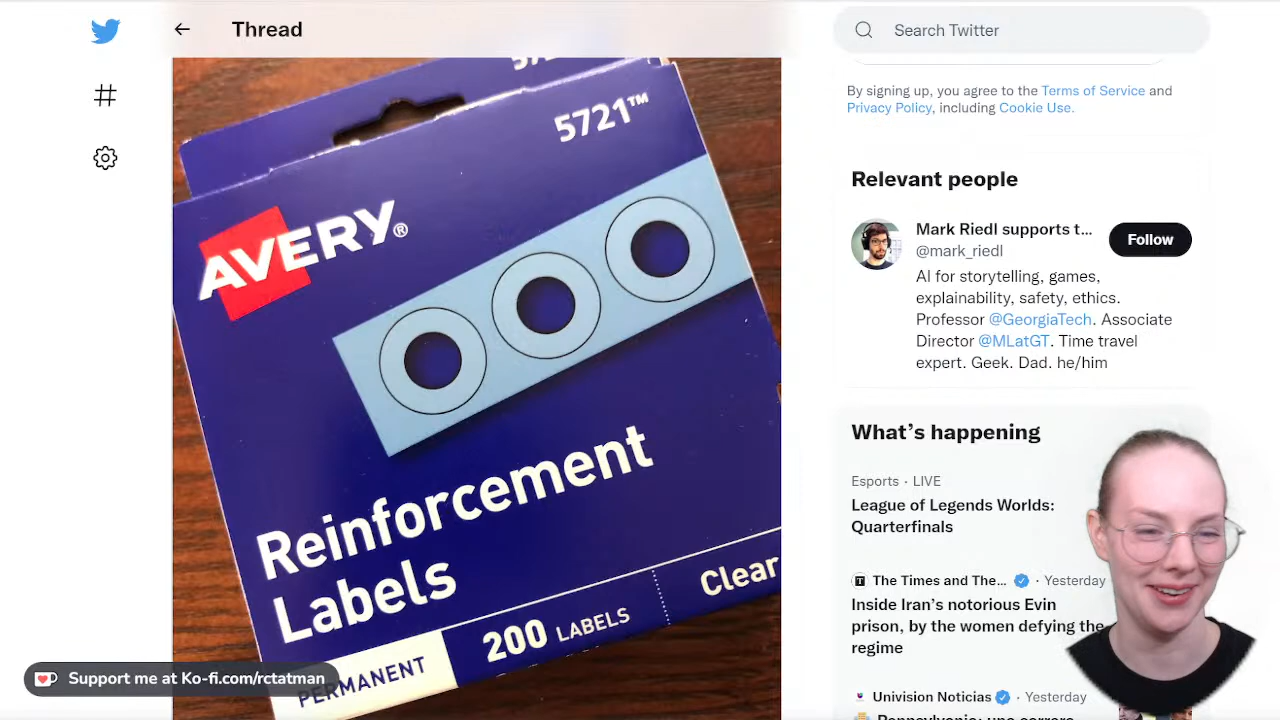 Thread
Search Twitter
5721™
AVERY®
Reinforcement
Labels
PERMANENT
200 LABELS
Clear
Support me at Ko-fi.com/rctatman
By signing up, you agree to the Terms of Service and
Privacy Policy, including Cookie Use.
Relevant people
Mark Riedl supports t...
@mark_riedl
Follow
AI for storytelling, games,
explainability, safety, ethics.
Professor @GeorgiaTech. Associate
Director @MLatGT. Time travel
expert. Geek. Dad. he/him
What's happening
Esports · LIVE
League of Legends Worlds:
Quarterfinals
The Times and The... · Yesterday
Inside Iran's notorious Evin
prison, by the women defying the
regime
Univision Noticias · Yesterday